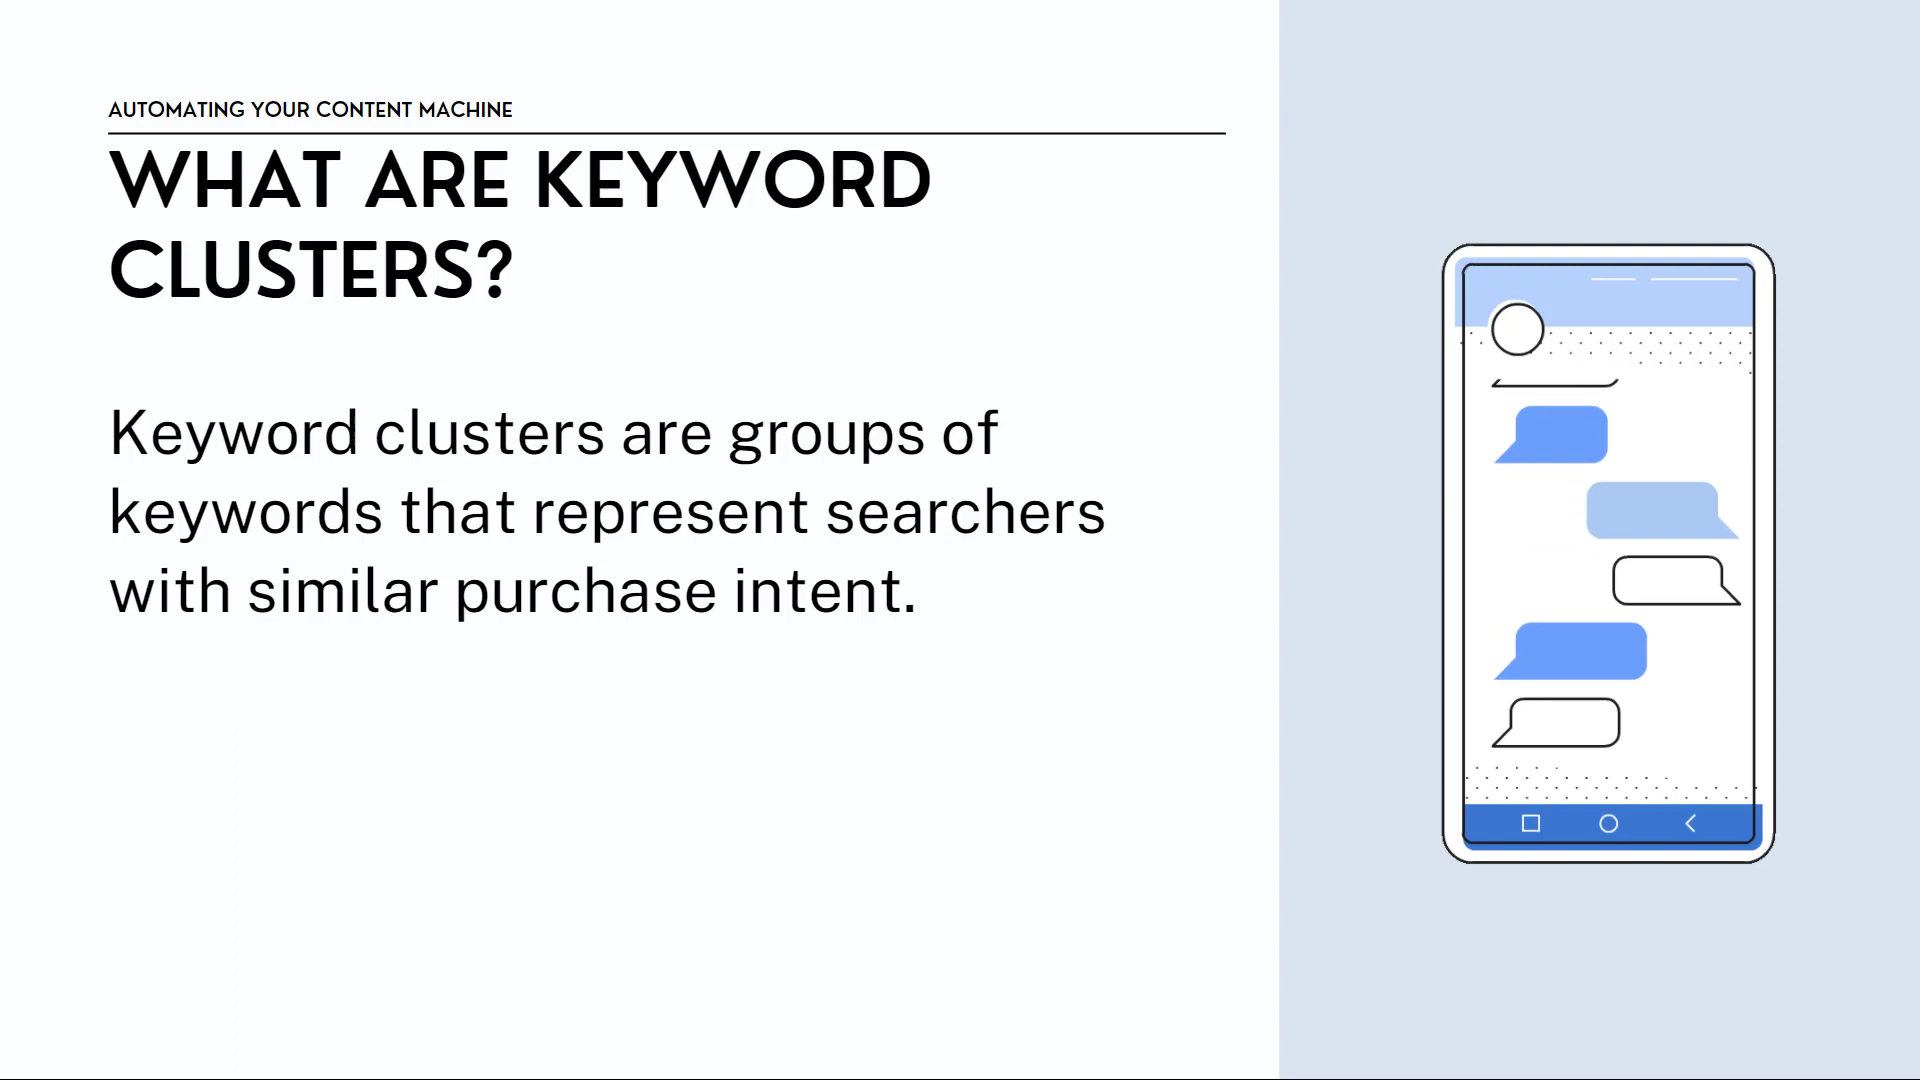 AUTOMATING YOUR CONTENT MACHINE
WHAT ARE KEYWORD
CLUSTERS?
Keyword clusters are groups of
keywords that represent searchers
with similar purchase intent.